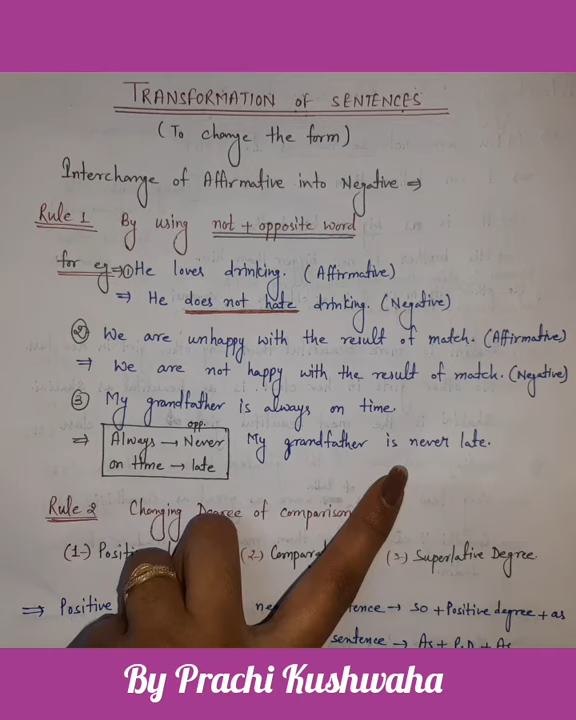 TRANSFORMATION OF SENTENCES
(To change the form)
Interchange of Affirmative into Negative ⇒
Rule 1 By using not + opposite word
for eg ⇒ ① He loves drinking. (Affirmative)
⇒ He does not hate drinking. (Negative)
② We are unhappy with the result of match. (Affirmative)
⇒ We are not happy with the result of match. (Negative)
③ My grandfather is always on time.
opp.
⇒ Always → Never My grandfather is never late.
on time → late
Rule 2 Changing Degree of comparison
(1-) (2-) (3-) Superlative Degree
⇒ Positive → so + Positive degree + as
sentence → As + P.D + As
By Prachi Kushwaha